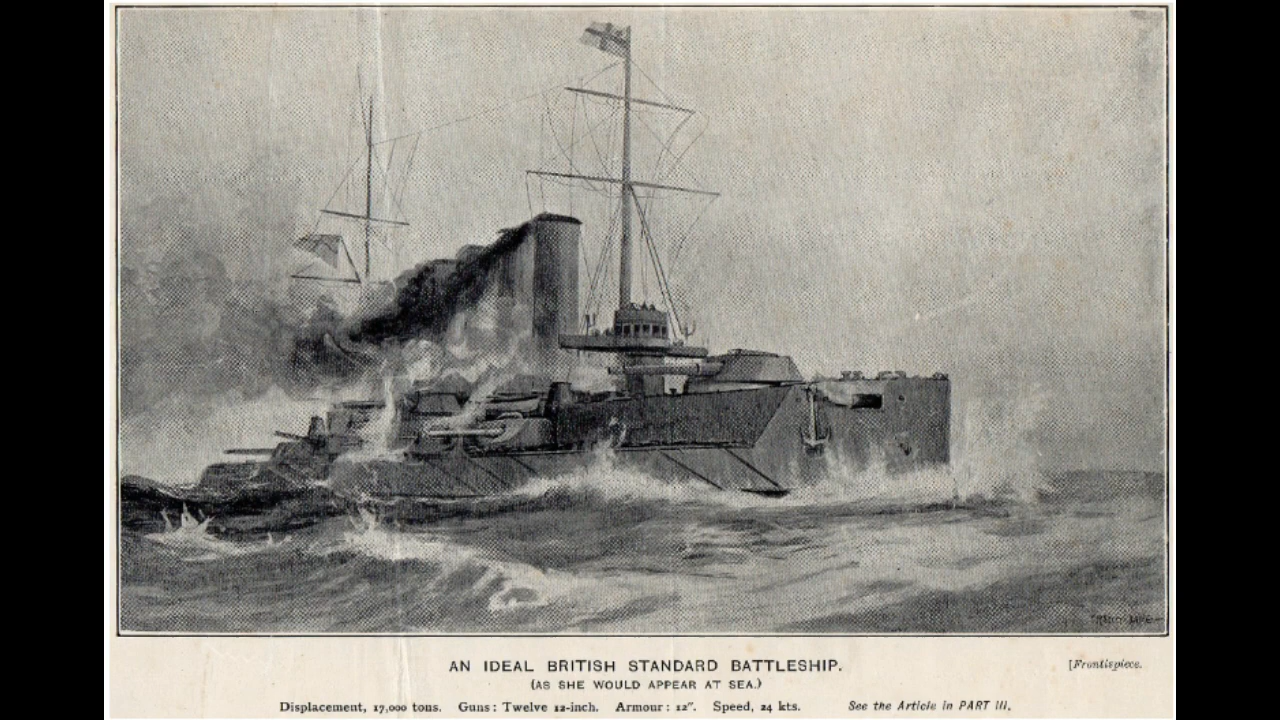 AN IDEAL BRITISH STANDARD BATTLESHIP.
[Frontispiece.
(AS SHE WOULD APPEAR AT SEA.)
Displacement, 17,000 tons. Guns: Twelve 12-inch. Armour: 12". Speed, 24 kts. See the Article in PART III.